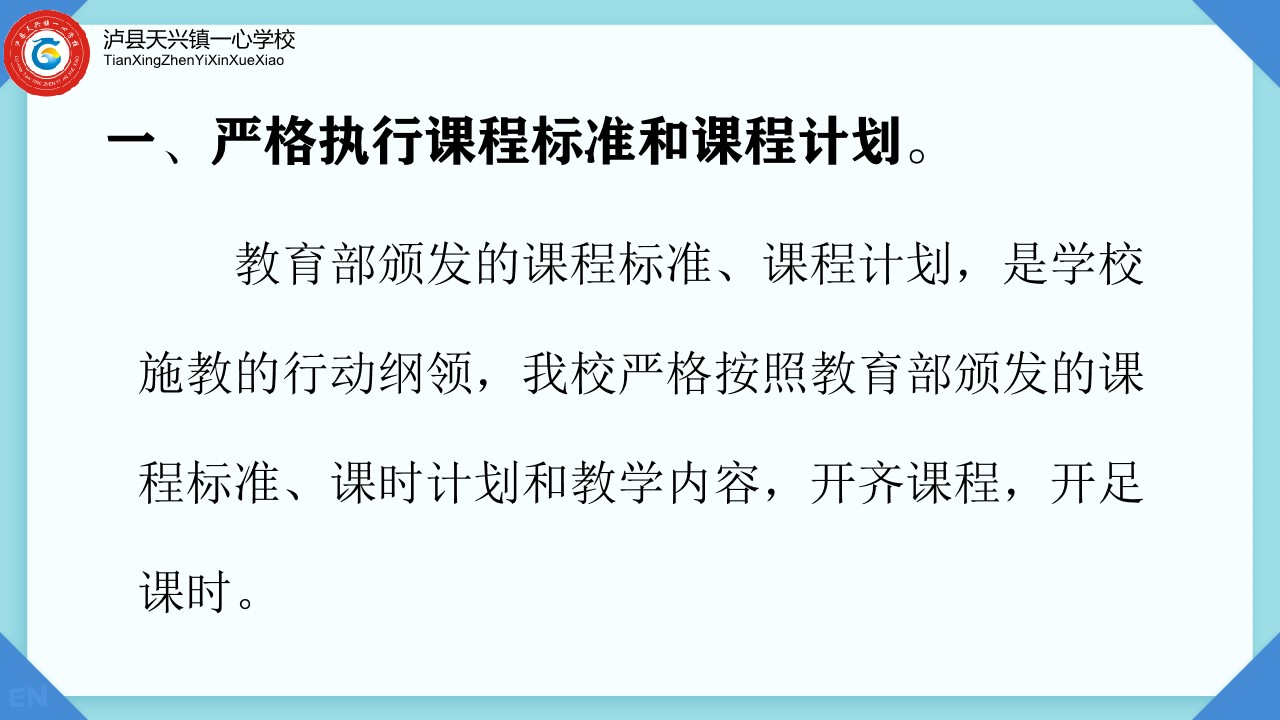 泸县天兴镇一心学校
TianXingZhenYiXinXueXiao
一、严格执行课程标准和课程计划。
教育部颁发的课程标准、课程计划，是学校
施教的行动纲领，我校严格按照教育部颁发的课
程标准、课时计划和教学内容，开齐课程，开足
课时。
EN